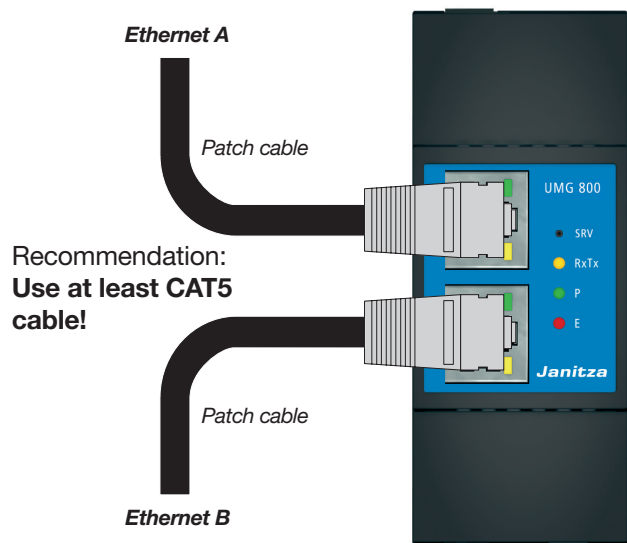 Ethernet A
Patch cable
UMG 800
SRV
RxTx
P
E
Janitza
Recommendation:
Use at least CAT5
cable!
Patch cable
Ethernet B